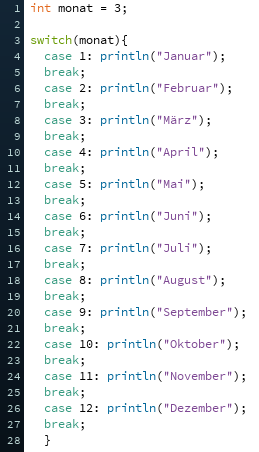 1 int monat = 3;
2
3 switch(monat){
4 case 1: println("Januar");
5 break;
6 case 2: println("Februar");
7 break;
8 case 3: println("März");
9 break;
10 case 4: println("April");
11 break;
12 case 5: println("Mai");
13 break;
14 case 6: println("Juni");
15 break;
16 case 7: println("Juli");
17 break;
18 case 8: println("August");
19 break;
20 case 9: println("September");
21 break;
22 case 10: println("Oktober");
23 break;
24 case 11: println("November");
25 break;
26 case 12: println("Dezember");
27 break;
28 }